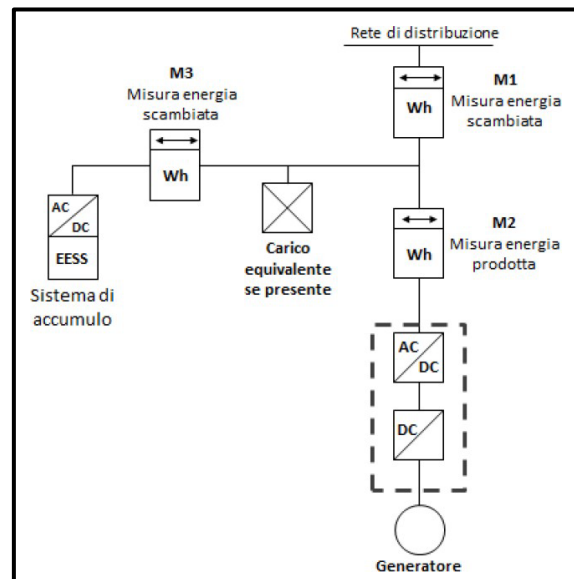 Rete di distribuzione
M3
Misura energia
scambiata
Wh
M1
Misura energia
scambiata
Wh
AC
DC
EESS
Sistema di
accumulo
Carico
equivalente
se presente
Wh
M2
Misura energia
prodotta
AC
DC
DC
Generatore